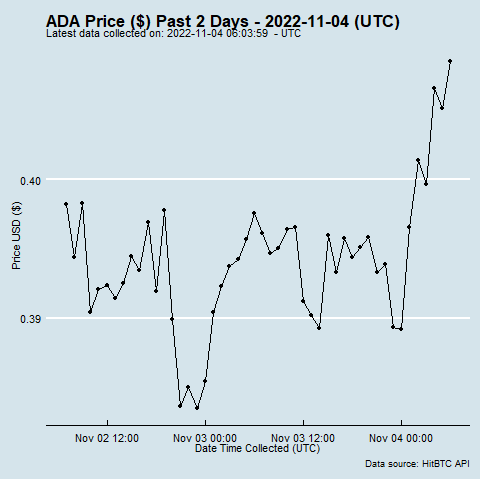 ADA Price ($) Past 2 Days - 2022-11-04 (UTC)
Latest data collected on: 2022-11-04 06:03:59 - UTC
0.40
Price USD ($)
0.39
Nov 02 12:00 Nov 03 00:00 Nov 03 12:00 Nov 04 00:00
Date Time Collected (UTC)
Data source: HitBTC API